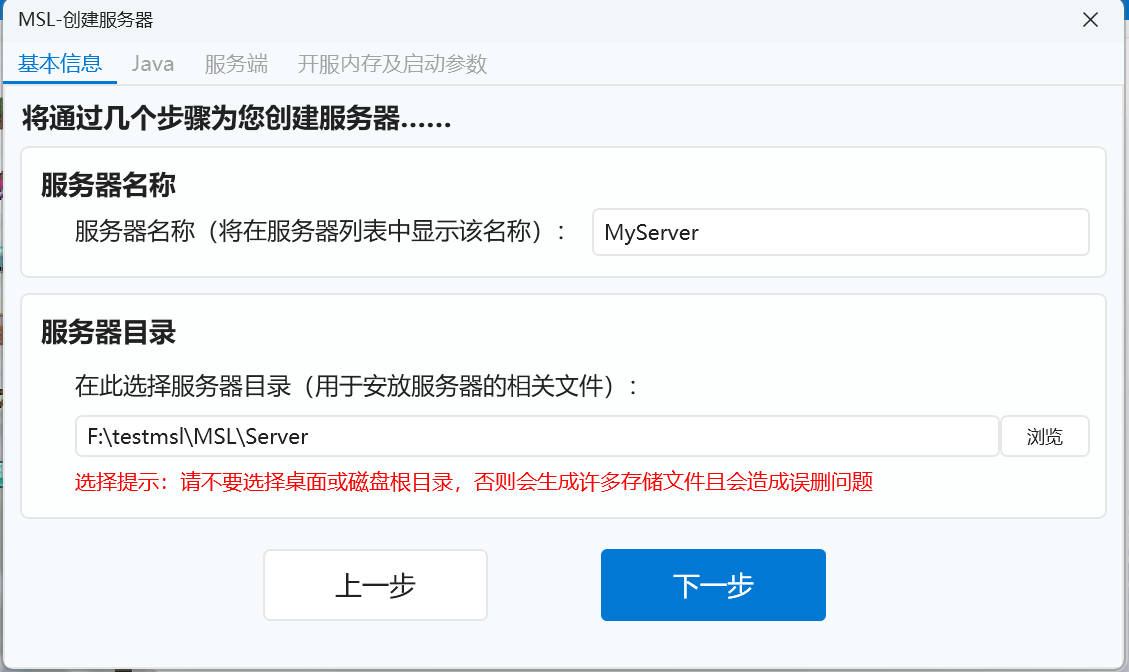 MSL-创建服务器
基本信息 Java 服务端 开服内存及启动参数
将通过几个步骤为您创建服务器……
服务器名称
服务器名称（将在服务器列表中显示该名称）： MyServer
服务器目录
在此选择服务器目录（用于安放服务器的相关文件）：
F:\testmsl\MSL\Server 浏览
选择提示：请不要选择桌面或磁盘根目录，否则会生成许多存储文件且会造成误删问题
上一步 下一步